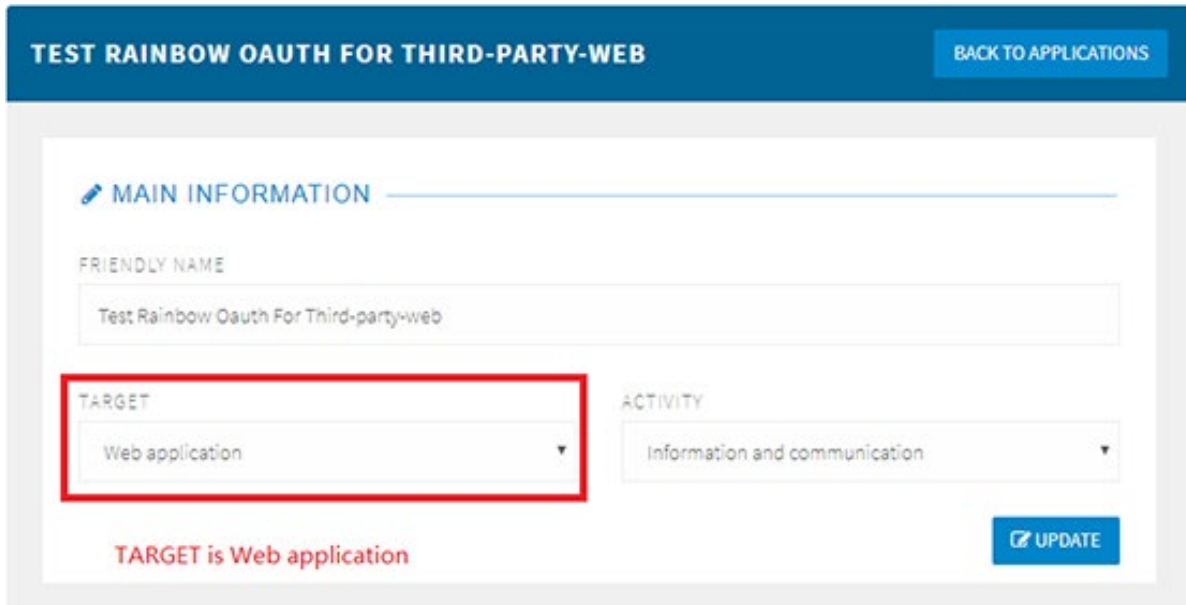 TEST RAINBOW OAUTH FOR THIRD-PARTY-WEB
BACK TO APPLICATIONS
MAIN INFORMATION
FRIENDLY NAME
Test Rainbow Oauth For Third-party-web
TARGET
ACTIVITY
Web application
Information and communication
TARGET is Web application
UPDATE